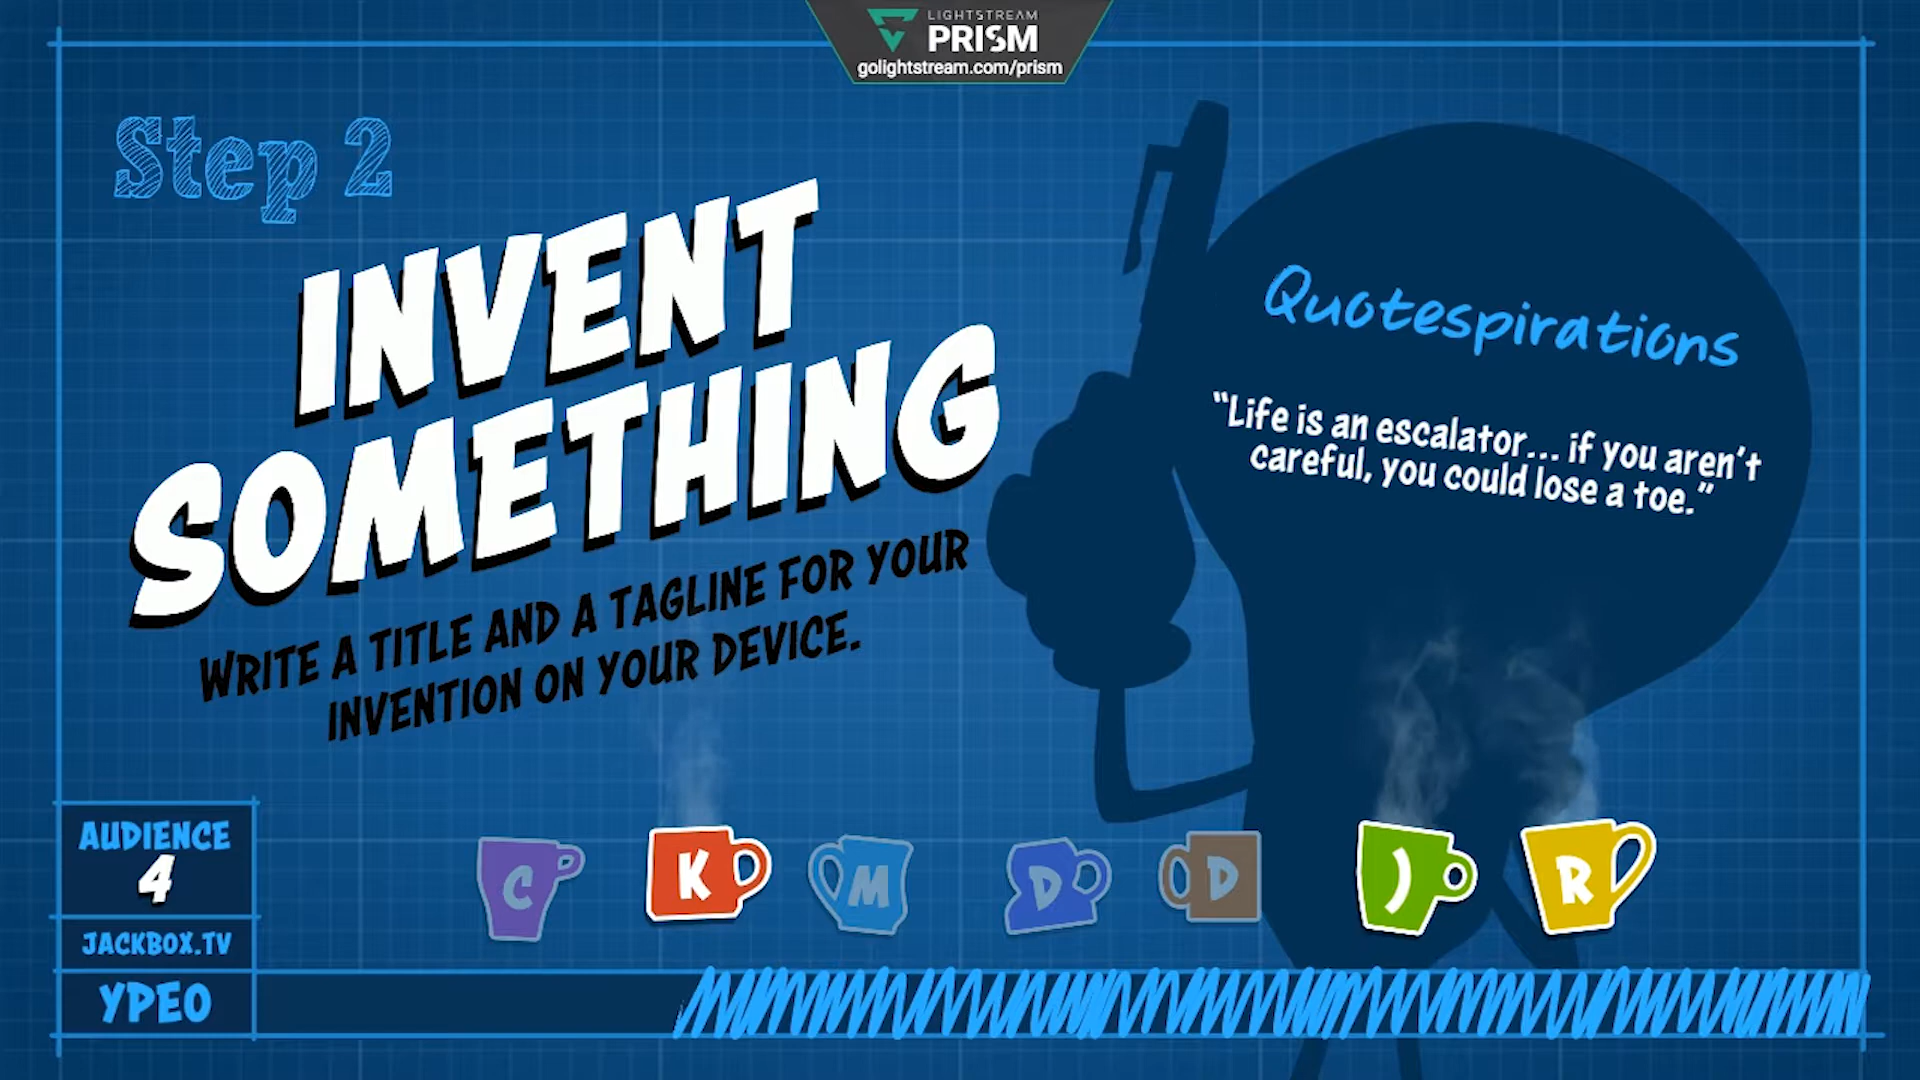 LIGHTSTREAM
PRISM
golightstream.com/prism
Step 2
INVENT
SOMETHING
WRITE A TITLE AND A TAGLINE FOR YOUR
INVENTION ON YOUR DEVICE.
Quotespirations
“Life is an escalator... if you aren’t
careful, you could lose a toe.”
AUDIENCE
4
JACKBOX.TV
YPEO
C K M D D J R